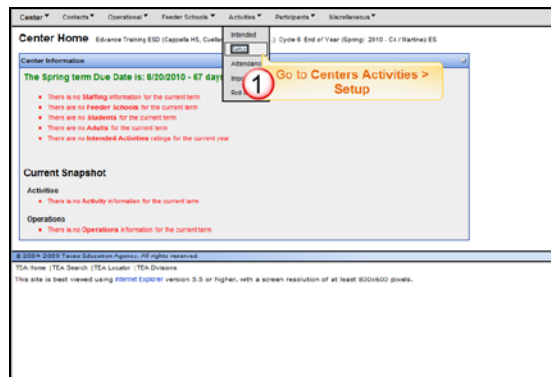 Center Contacts Operational Feeder Schools Activities Participants Miscellaneous
Center Home Edvance Training ESD (Cappella HS, Cuellar .) Cycle 6 End of Year (Spring) 2010 - C4 / Martinez ES
Intended
Setup
Attendance
Roll
1
Go to Centers Activities >
Setup
Center Information
The Spring term Due Date is: 8/20/2010 - 67 days
There is no Staffing information for the current term
There are no Feeder Schools for the current term
There are no Students for the current term
There are no Adults for the current term
There are no Intended Activities ratings for the current year
Current Snapshot
Activities
There is no Activity information for the current term
Operations
There is no Operations information for the current term
© 2004-2009 Texas Education Agency. All rights reserved.
TEA Home | TEA Search | TEA Locator | TEA Divisions
This site is best viewed using Internet Explorer version 5.5 or higher, with a screen resolution of at least 800x600 pixels.